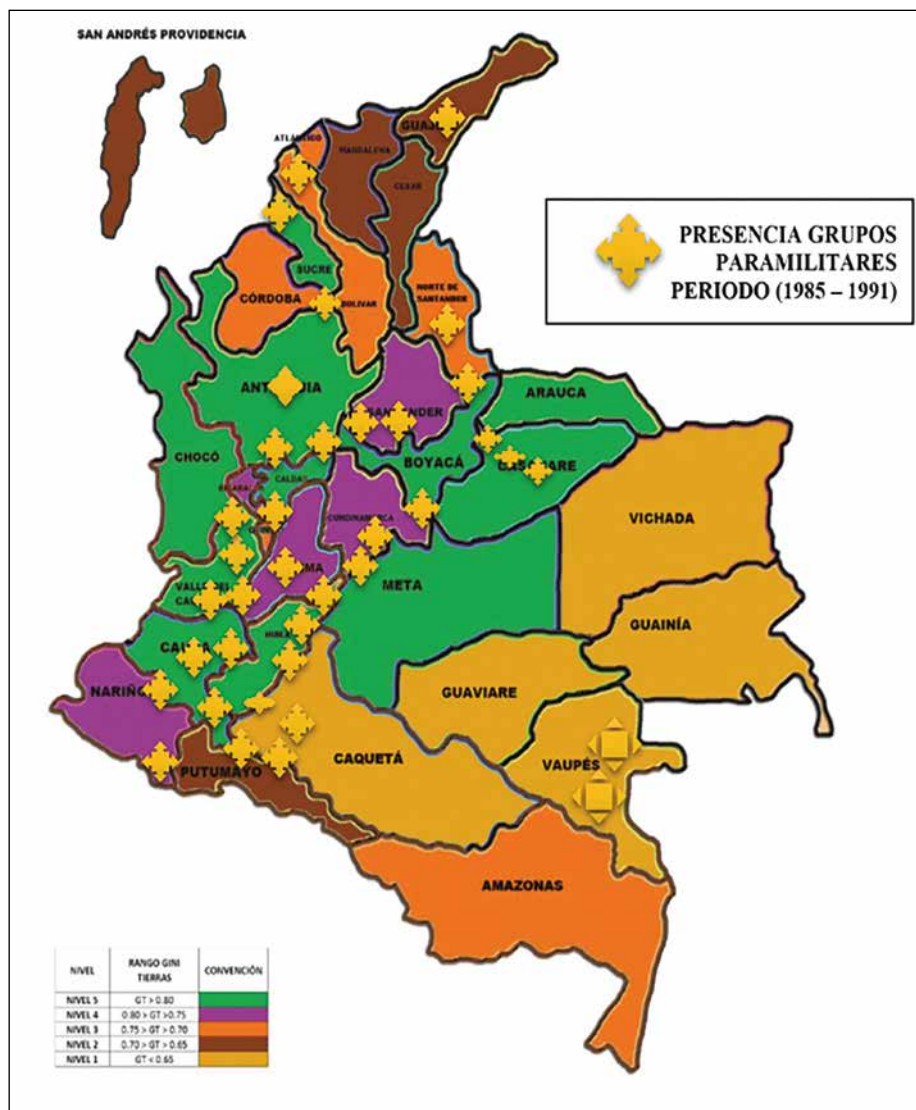 SAN ANDRÉS PROVIDENCIA
ATLÁNTICO
MAGDALENA
CESAR
PRESENCIA GRUPOS
PARAMILITARES
PERIODO (1985 – 1991)
SUCRE
CÓRDOBA
BOLIVAR
NORTE DE
SANTANDER
ARAUCA
BOYACÁ
CHOCÓ
CALDAS
CUNDINAMARCA
VICHADA
META
GUAINÍA
NARIÑO
GUAVIARE
CAQUETÁ
VAUPÉS
PUTUMAYO
AMAZONAS
NIVEL RANGO GINI TIERRAS CONVENCIÓN
NIVEL 5 GT > 0.80
NIVEL 4 0.80 > GT >0.75
NIVEL 3 0.75 > GT > 0.70
NIVEL 2 0.70 > GT > 0.65
NIVEL 1 GT < 0.65